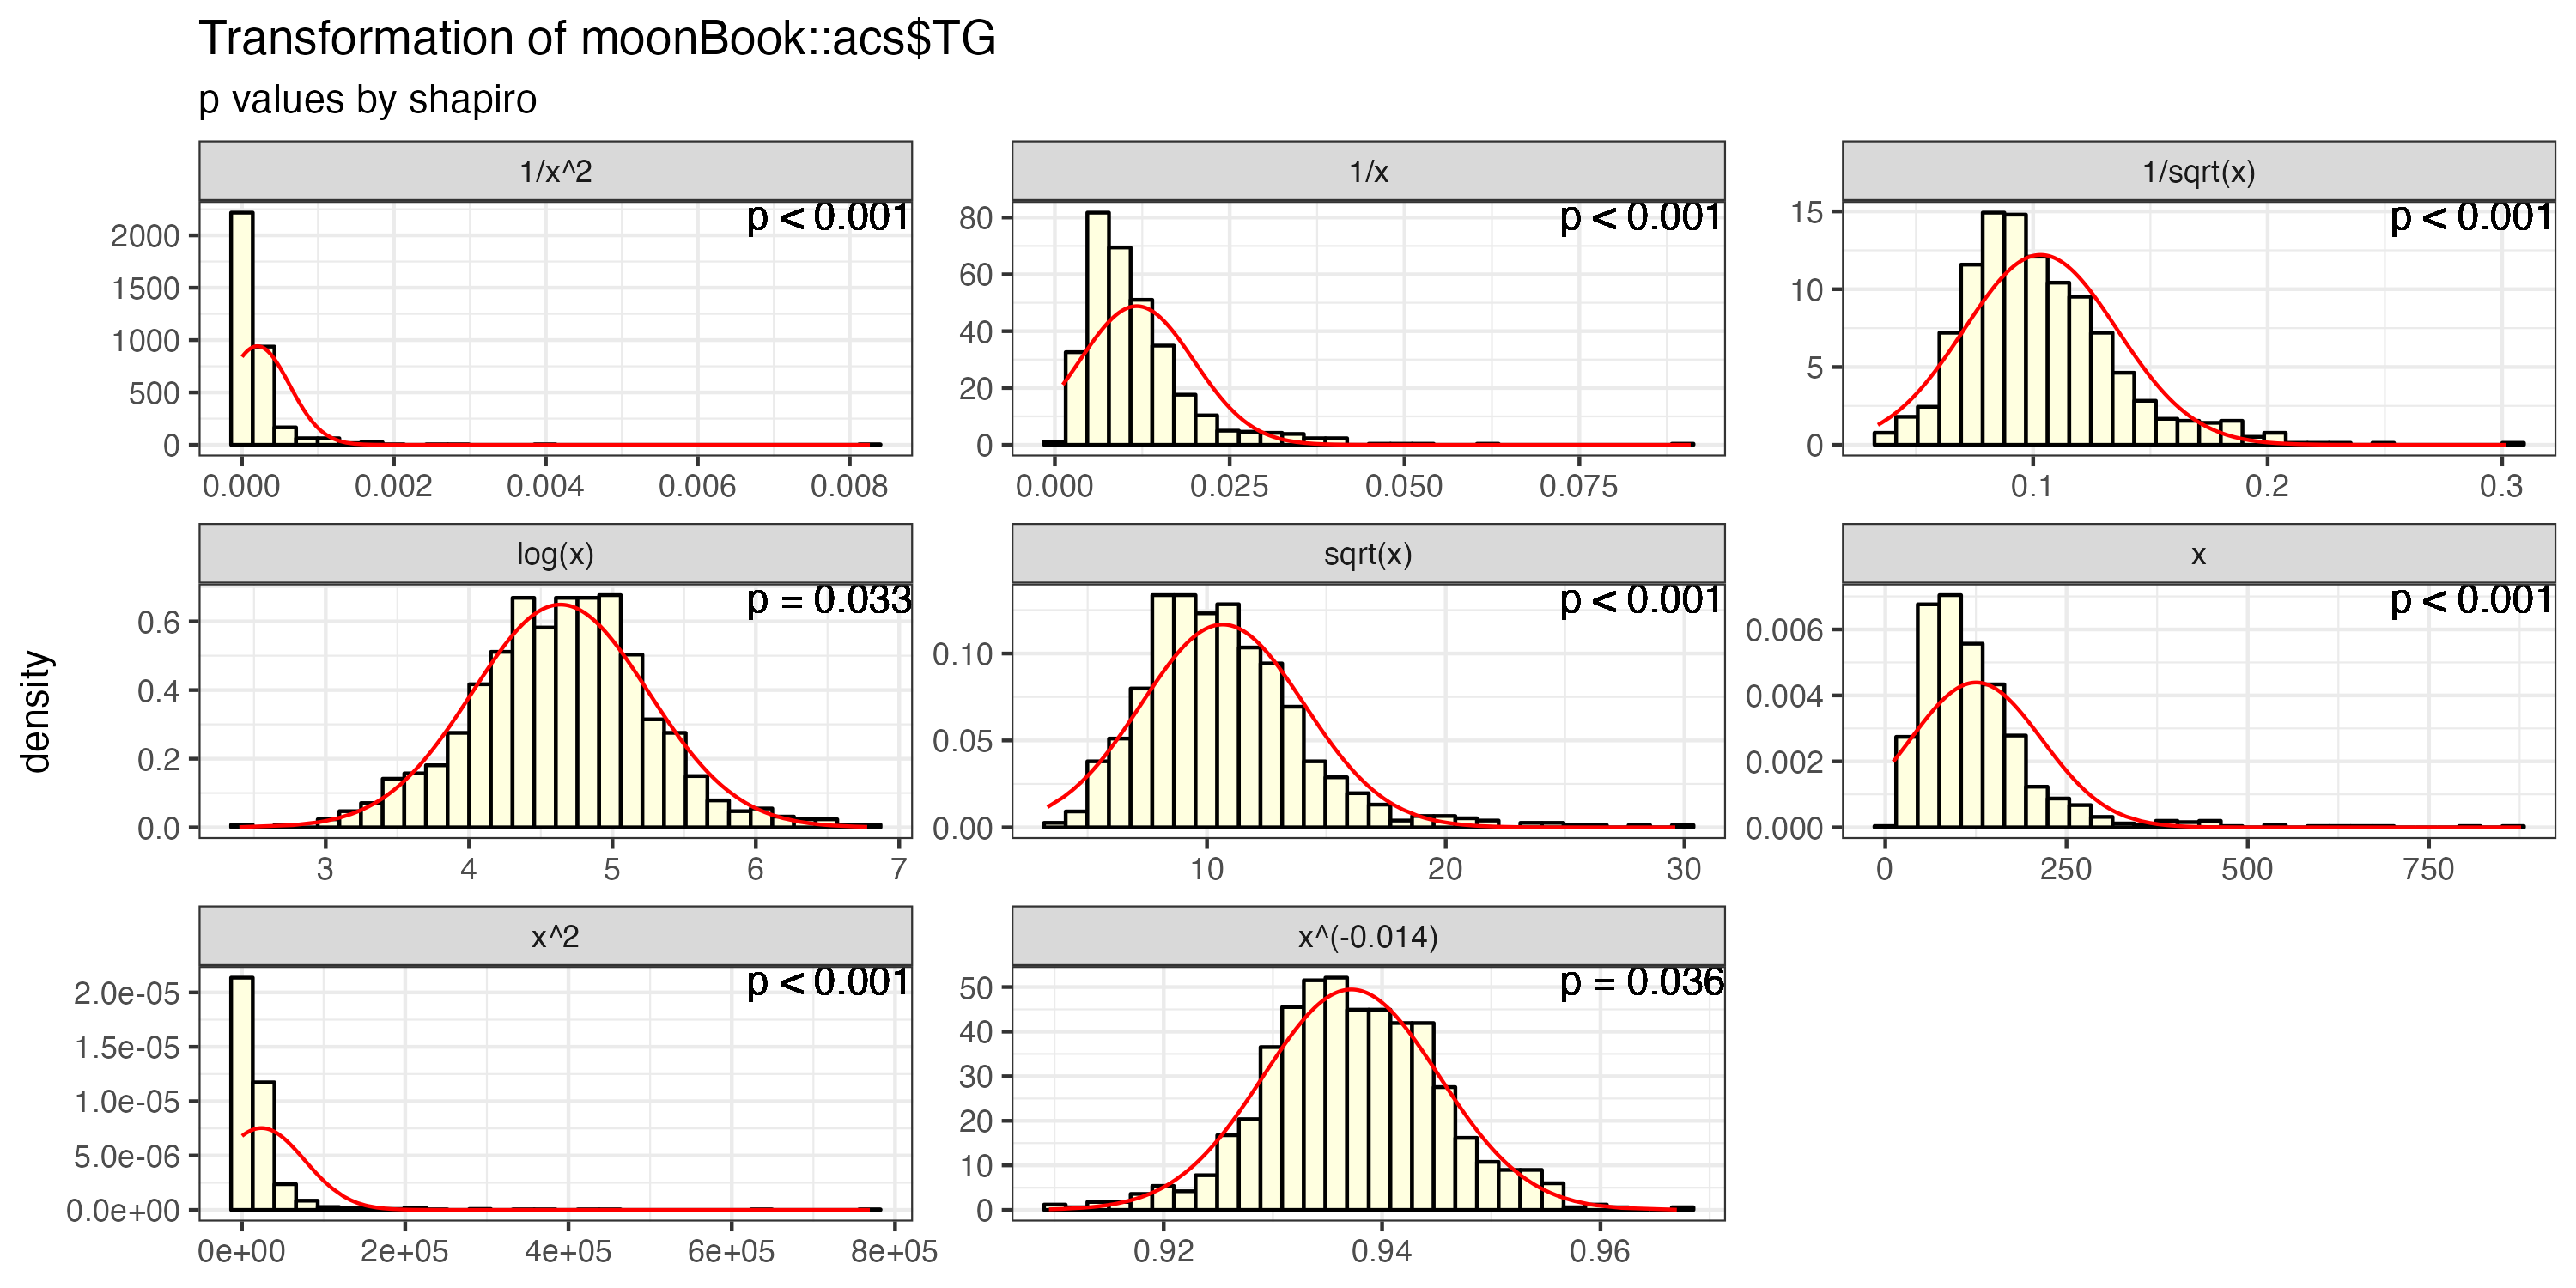 Transformation of moonBook::acs$TG
p values by shapiro
1/x^2
1/x
1/sqrt(x)
p < 0.001
p < 0.001
p < 0.001
2000
1500
1000
500
0
80
60
40
20
0
15
10
5
0
0.000 0.002 0.004 0.006 0.008
0.000 0.025 0.050 0.075
0.1 0.2 0.3
log(x)
sqrt(x)
x
p = 0.033
p < 0.001
p < 0.001
density
0.6
0.4
0.2
0.0
0.10
0.05
0.00
0.006
0.004
0.002
0.000
3 4 5 6 7
10 20 30
0 250 500 750
x^2
x^(-0.014)
p < 0.001
p = 0.036
2.0e-05
1.5e-05
1.0e-05
5.0e-06
0.0e+00
50
40
30
20
10
0
0e+00 2e+05 4e+05 6e+05 8e+05
0.92 0.94 0.96